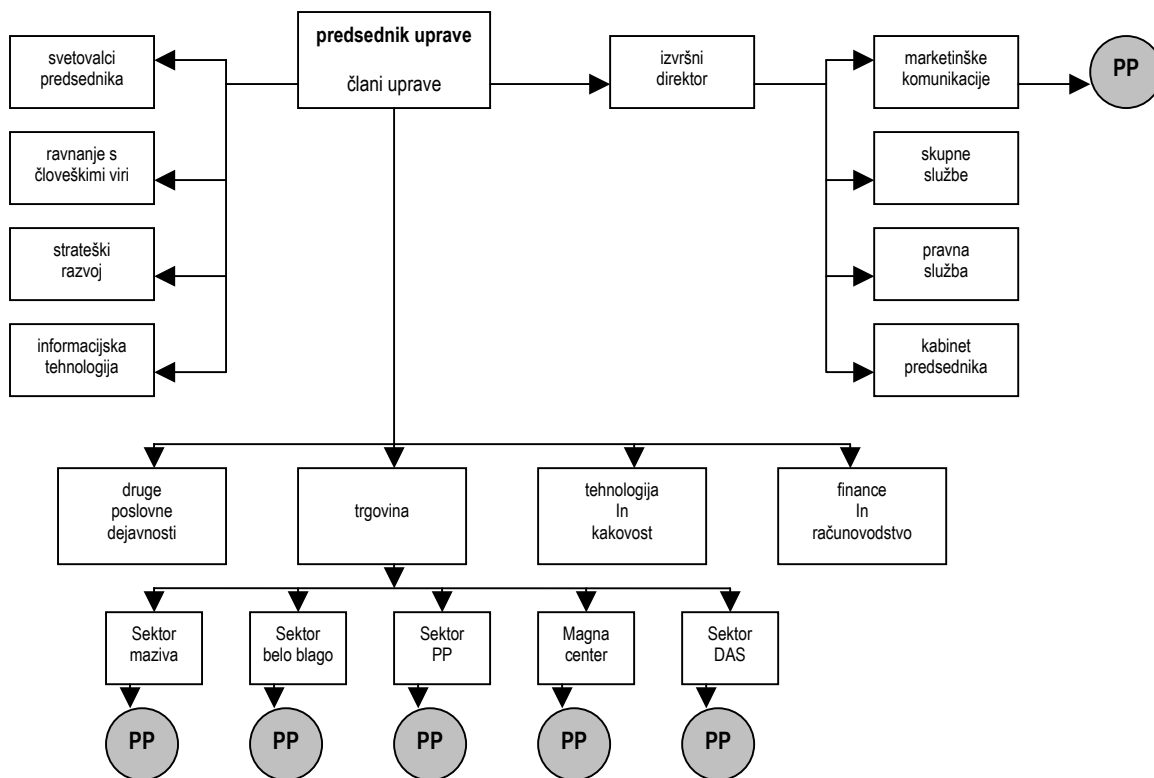 predsednik uprave
člani uprave
svetovalci
predsednika
ravnanje s
človeškimi viri
strateški
razvoj
informacijska
tehnologija
izvršni
direktor
marketinške
komunikacije
PP
skupne
službe
pravna
služba
kabinet
predsednika
druge
poslovne
dejavnosti
trgovina
tehnologija
In
kakovost
finance
In
računovodstvo
Sektor
maziva
Sektor
belo blago
Sektor
PP
Magna
center
Sektor
DAS
PP
PP
PP
PP
PP